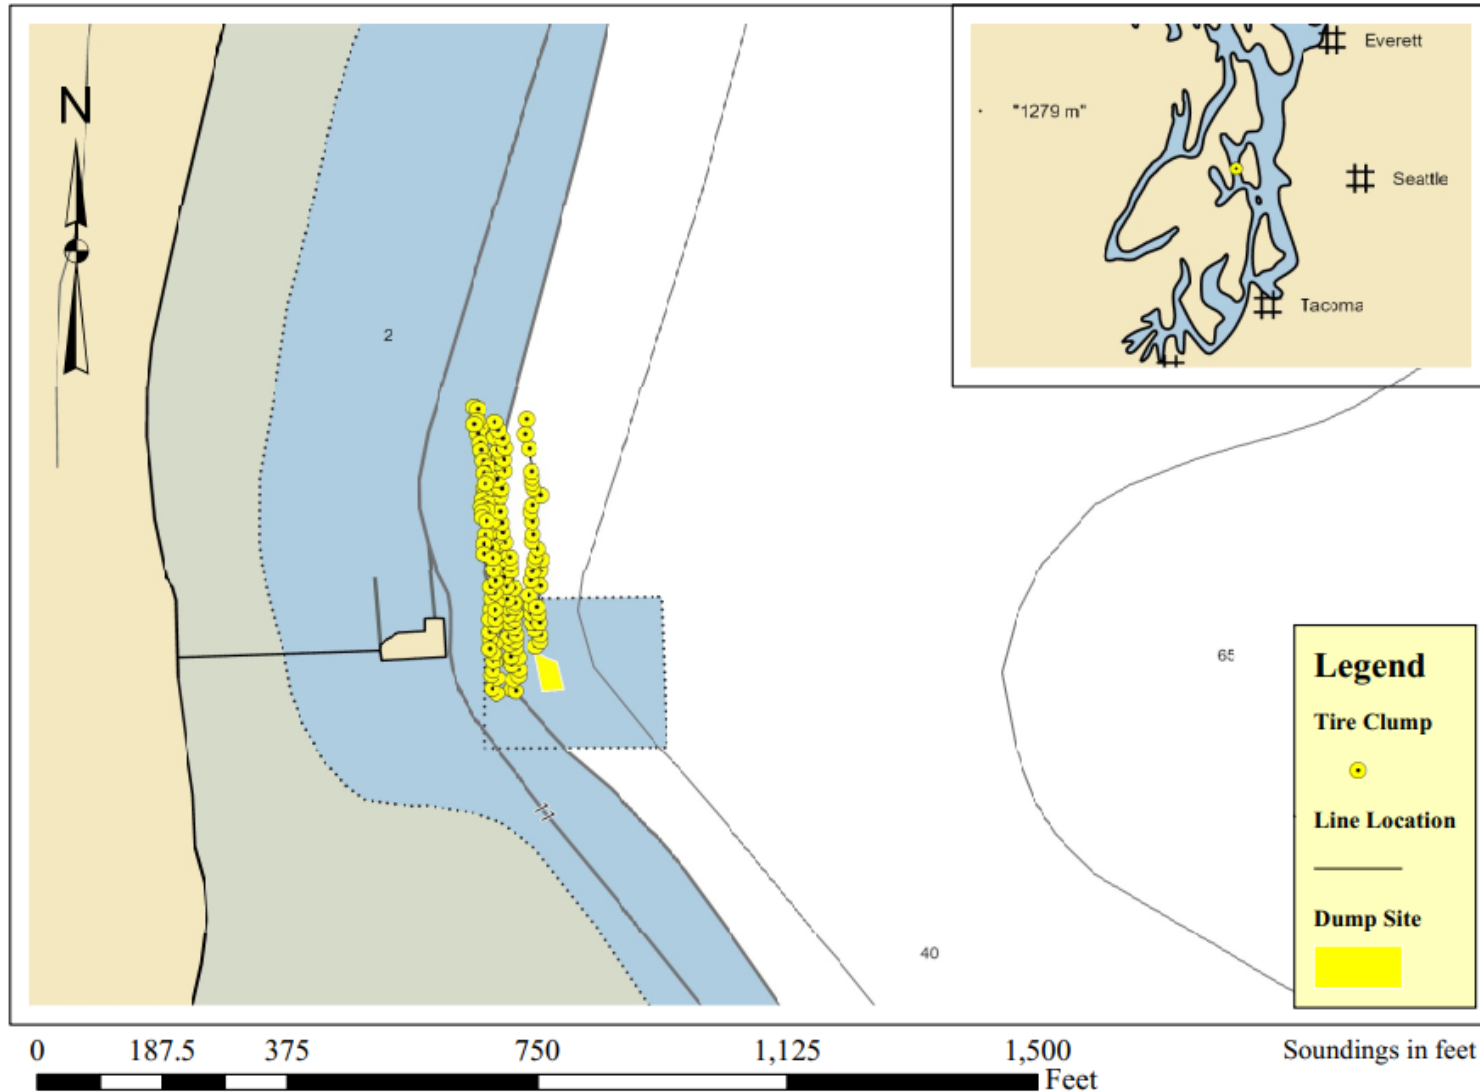 N
"1279 m"
Everett
Seattle
Tacoma
2
65
40
Legend
Tire Clump
Line Location
Dump Site
0 187.5 375 750 1,125 1,500 Soundings in feet
Feet